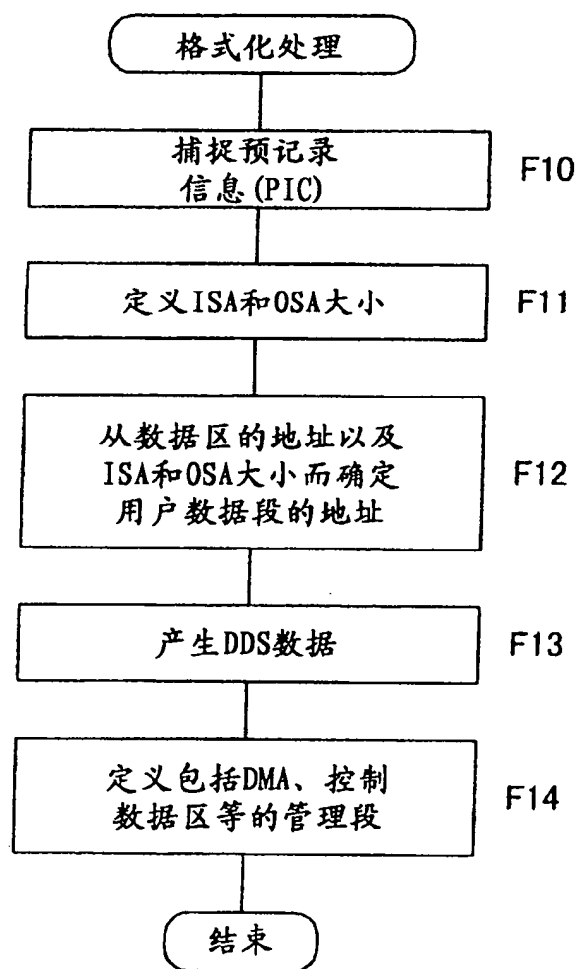 格式化处理
捕捉预记录
信息(PIC)
F10
定义ISA和OSA大小
F11
从数据区的地址以及
ISA和OSA大小而确定
用户数据段的地址
F12
产生DDS数据
F13
定义包括DMA、控制
数据区等的管理段
F14
结束